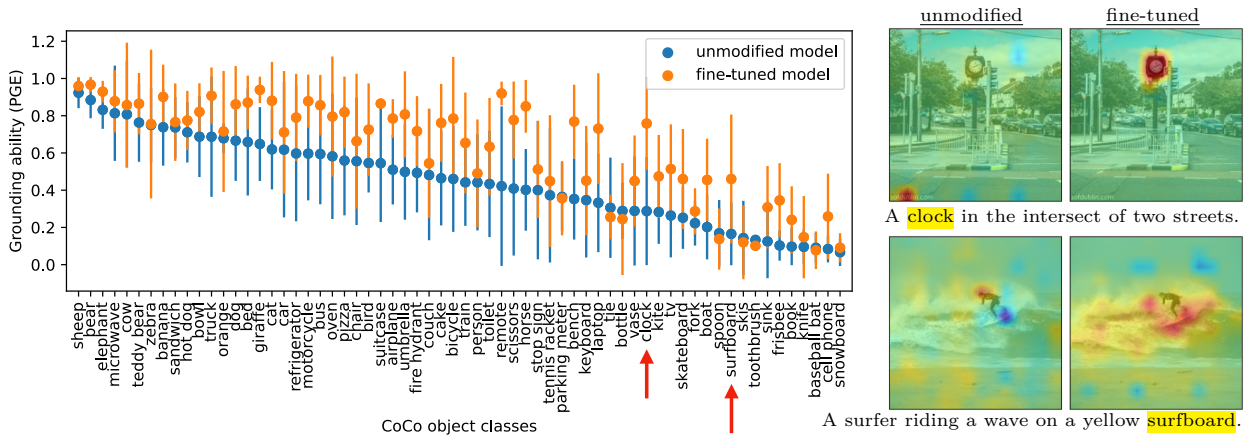 unmodified
fine-tuned
1.2
1.0
0.8
0.6
0.4
0.2
0.0
Grounding ability (PGE)
unmodified model
fine-tuned model
sheep
bear
elephant
microwave
cow
teddy bear
zebra
banana
sandwich
hot dog
bowl
truck
orange
dog
bed
giraffe
cat
car
refrigerator
motorcycle
bus
oven
pizza
chair
bird
suitcase
airplane
umbrella
fire hydrant
couch
cake
bicycle
train
person
toilet
remote
scissors
horse
stop sign
tennis racket
parking meter
bench
keyboard
laptop
tie
bottle
vase
clock
kite
tv
skateboard
fork
boat
spoon
surfboard
skis
toothbrush
sink
frisbee
book
knife
baseball bat
cell phone
snowboard
CoCo object classes
A clock in the intersect of two streets.
A surfer riding a wave on a yellow surfboard.